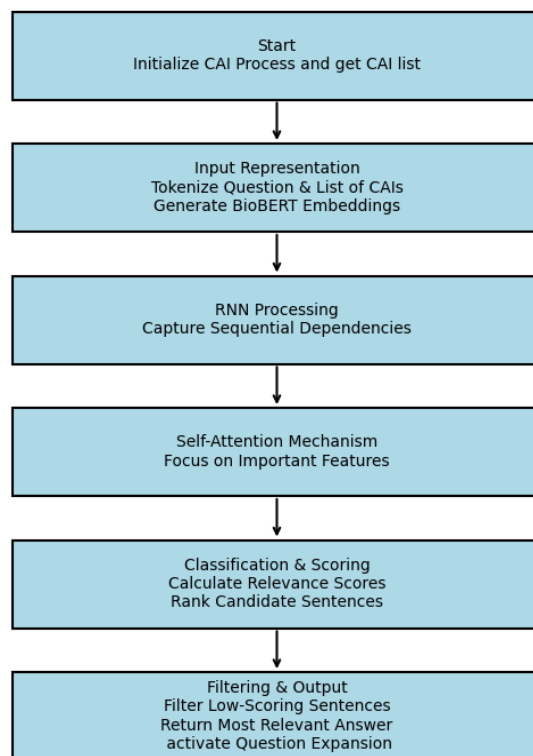 Start
Initialize CAI Process and get CAI list
Input Representation
Tokenize Question & List of CAIs
Generate BioBERT Embeddings
RNN Processing
Capture Sequential Dependencies
Self-Attention Mechanism
Focus on Important Features
Classification & Scoring
Calculate Relevance Scores
Rank Candidate Sentences
Filtering & Output
Filter Low-Scoring Sentences
Return Most Relevant Answer
activate Question Expansion